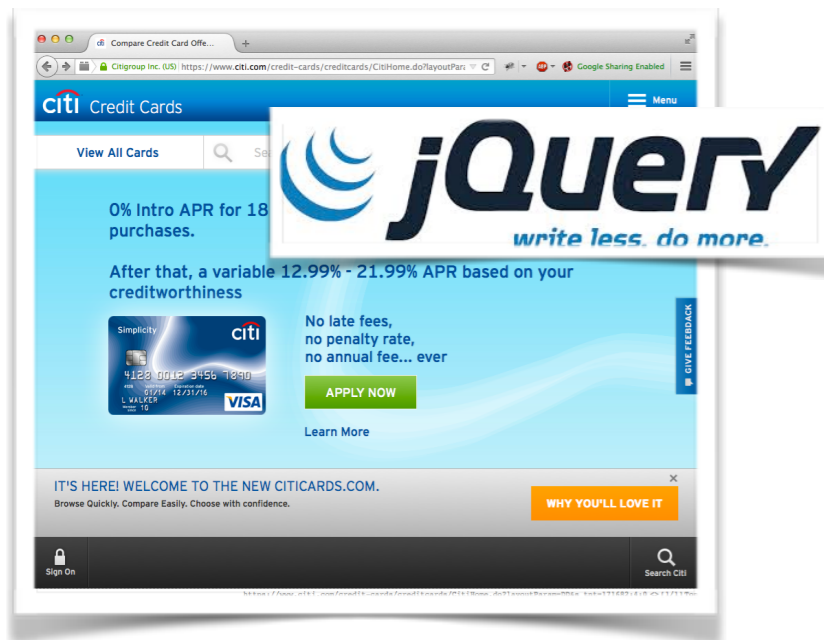 Compare Credit Card Offe...
Citigroup Inc. (US) https://www.citi.com/credit-cards/creditcards/CitiHome.do?layoutPar
Google Sharing Enabled
citi Credit Cards
Menu
jQuery
write less. do more.
View All Cards
0% Intro APR for 18
purchases.
After that, a variable 12.99% - 21.99% APR based on your
creditworthiness
Simplicity
citi
4128 0012 3456 7890
4128
01/14 12/31/16
L WALKER
VISA
No late fees,
no penalty rate,
no annual fee... ever
APPLY NOW
Learn More
GIVE FEEDBACK
IT'S HERE! WELCOME TO THE NEW CITICARDS.COM.
Browse Quickly. Compare Easily. Choose with confidence.
WHY YOU'LL LOVE IT
Sign On
Search Citi